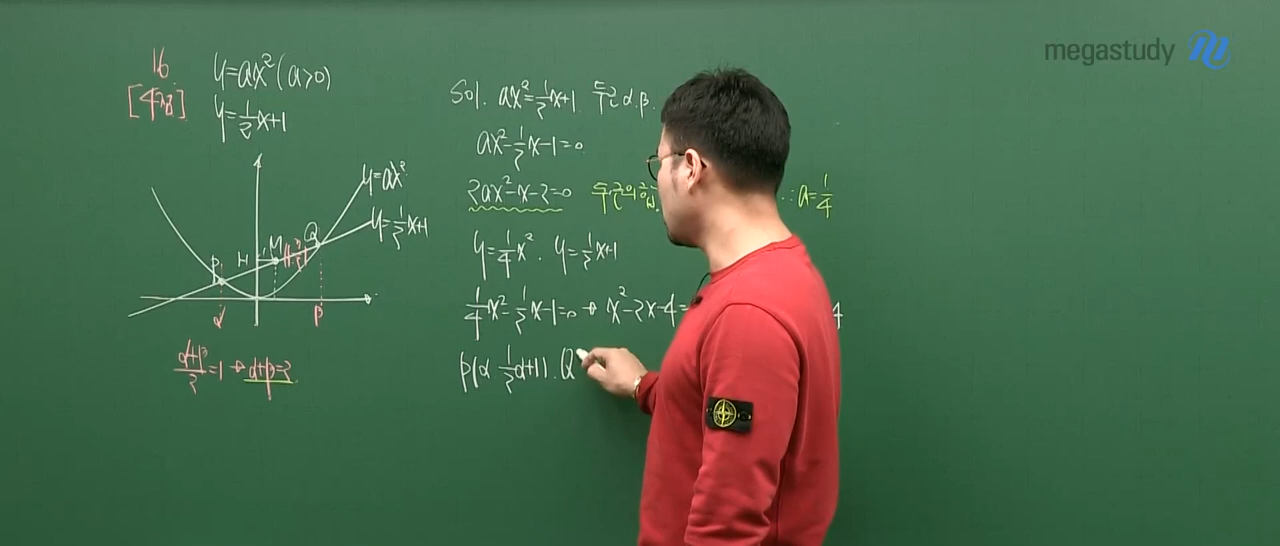 megastudy
16
[4점]
y=ax²(a>0)
y=½x+1
y=ax²
y=½x+1
P
H
M
Q
1
α
β
(α+β)/2=1 → α+β=2
Sol. ax²=½x+1 두근 α.β.
ax²-½x-1=0
2ax²-x-2=0 두근의 합 ∴ a=¼
y=¼x². y=½x+1
¼x²-½x-1=0 → x²-2x-4= 4
P(α ½α+1). Q